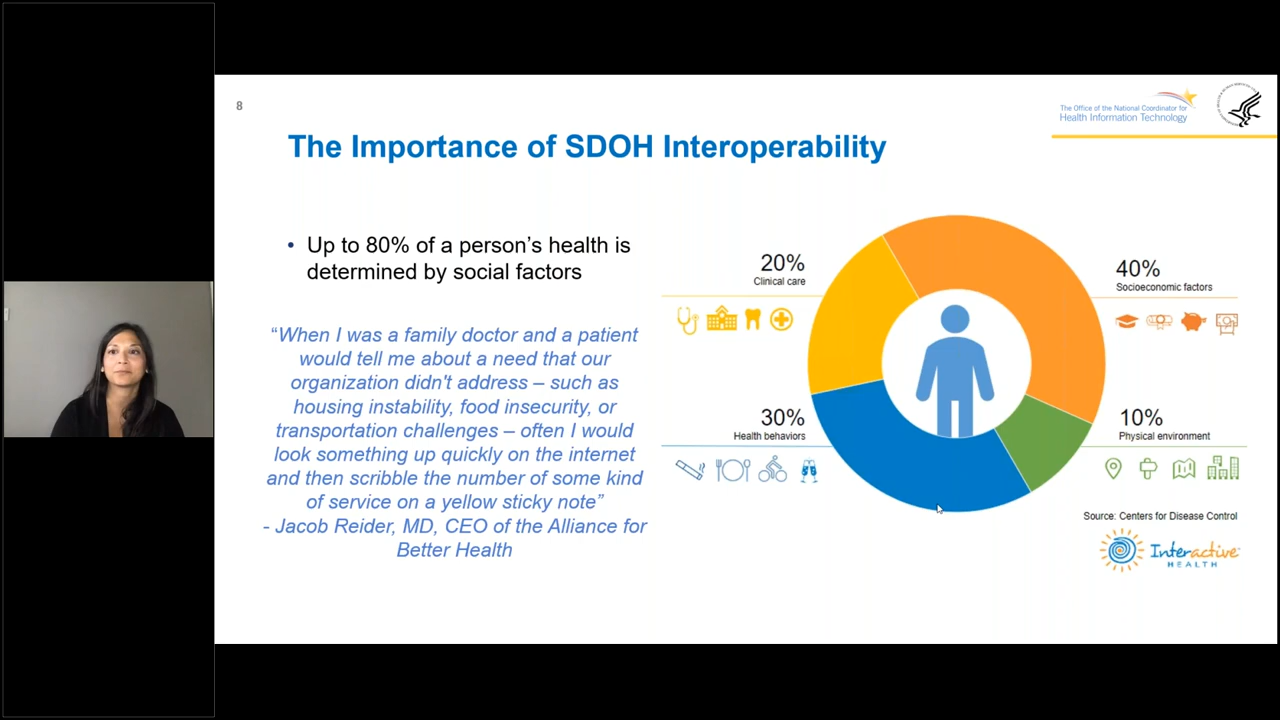 8
The Office of the National Coordinator for
Health Information Technology
The Importance of SDOH Interoperability
• Up to 80% of a person’s health is
determined by social factors
“When I was a family doctor and a patient
would tell me about a need that our
organization didn't address – such as
housing instability, food insecurity, or
transportation challenges – often I would
look something up quickly on the internet
and then scribble the number of some kind
of service on a yellow sticky note”
- Jacob Reider, MD, CEO of the Alliance for
Better Health
20%
Clinical care
40%
Socioeconomic factors
30%
Health behaviors
10%
Physical environment
Source: Centers for Disease Control
Interactive
HEALTH